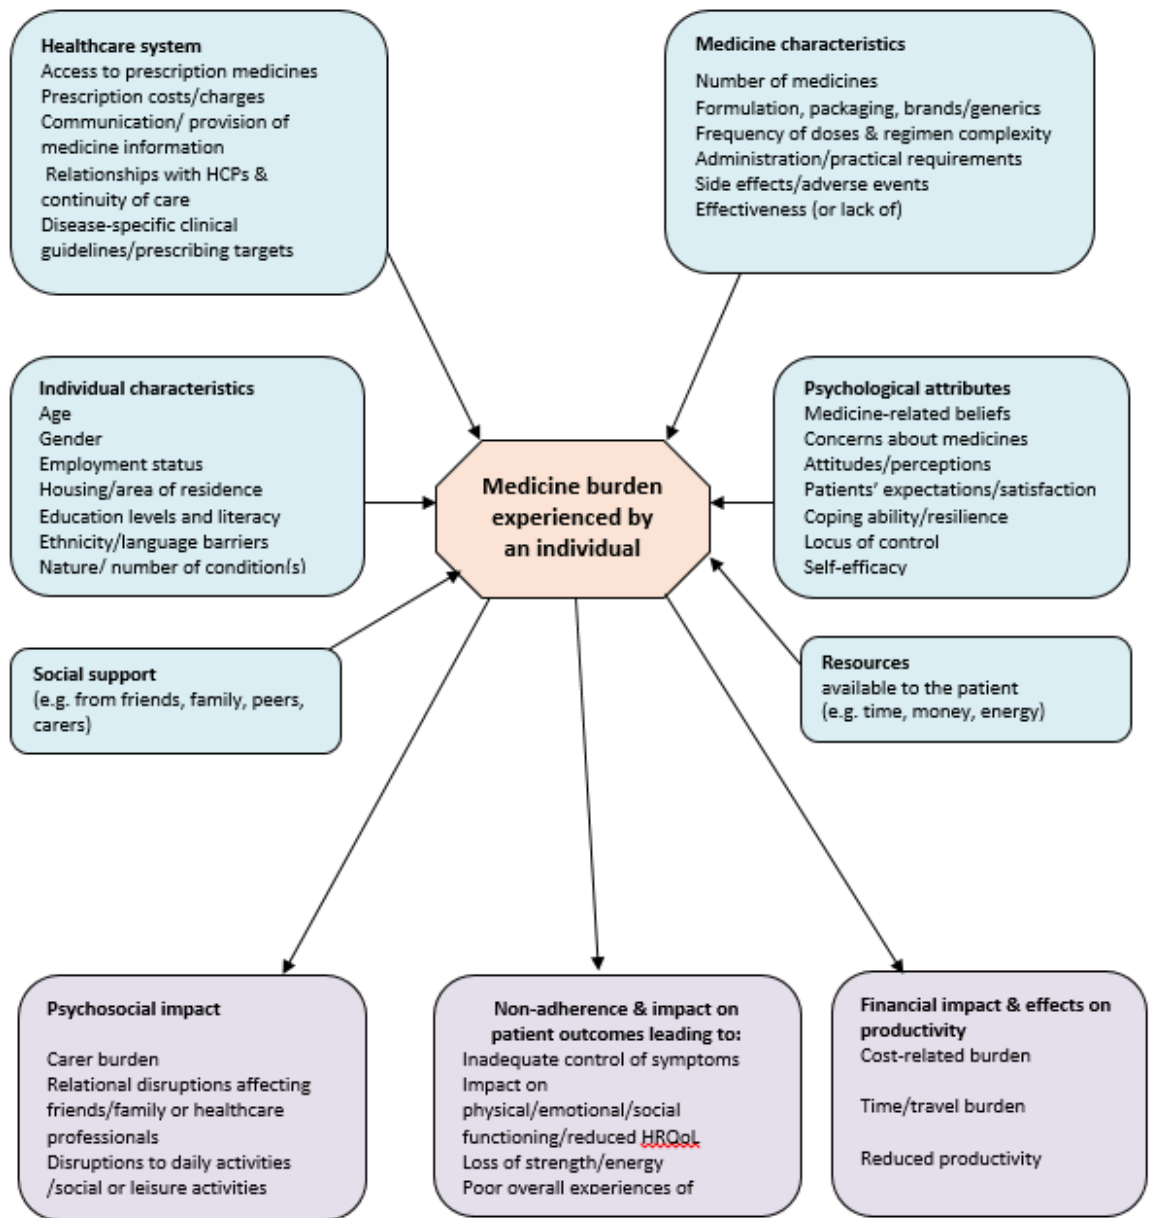 Healthcare system
Access to prescription medicines
Prescription costs/charges
Communication/ provision of
medicine information
Relationships with HCPs &
continuity of care
Disease-specific clinical
guidelines/prescribing targets
Medicine characteristics
Number of medicines
Formulation, packaging, brands/generics
Frequency of doses & regimen complexity
Administration/practical requirements
Side effects/adverse events
Effectiveness (or lack of)
Individual characteristics
Age
Gender
Employment status
Housing/area of residence
Education levels and literacy
Ethnicity/language barriers
Nature/ number of condition(s)
Medicine burden
experienced by
an individual
Psychological attributes
Medicine-related beliefs
Concerns about medicines
Attitudes/perceptions
Patients' expectations/satisfaction
Coping ability/resilience
Locus of control
Self-efficacy
Social support
(e.g. from friends, family, peers,
carers)
Resources
available to the patient
(e.g. time, money, energy)
Psychosocial impact
Carer burden
Relational disruptions affecting
friends/family or healthcare
professionals
Disruptions to daily activities
/social or leisure activities
Non-adherence & impact on
patient outcomes leading to:
Inadequate control of symptoms
Impact on
physical/emotional/social
functioning/reduced HRQoL
Loss of strength/energy
Poor overall experiences of
Financial impact & effects on
productivity
Cost-related burden
Time/travel burden
Reduced productivity